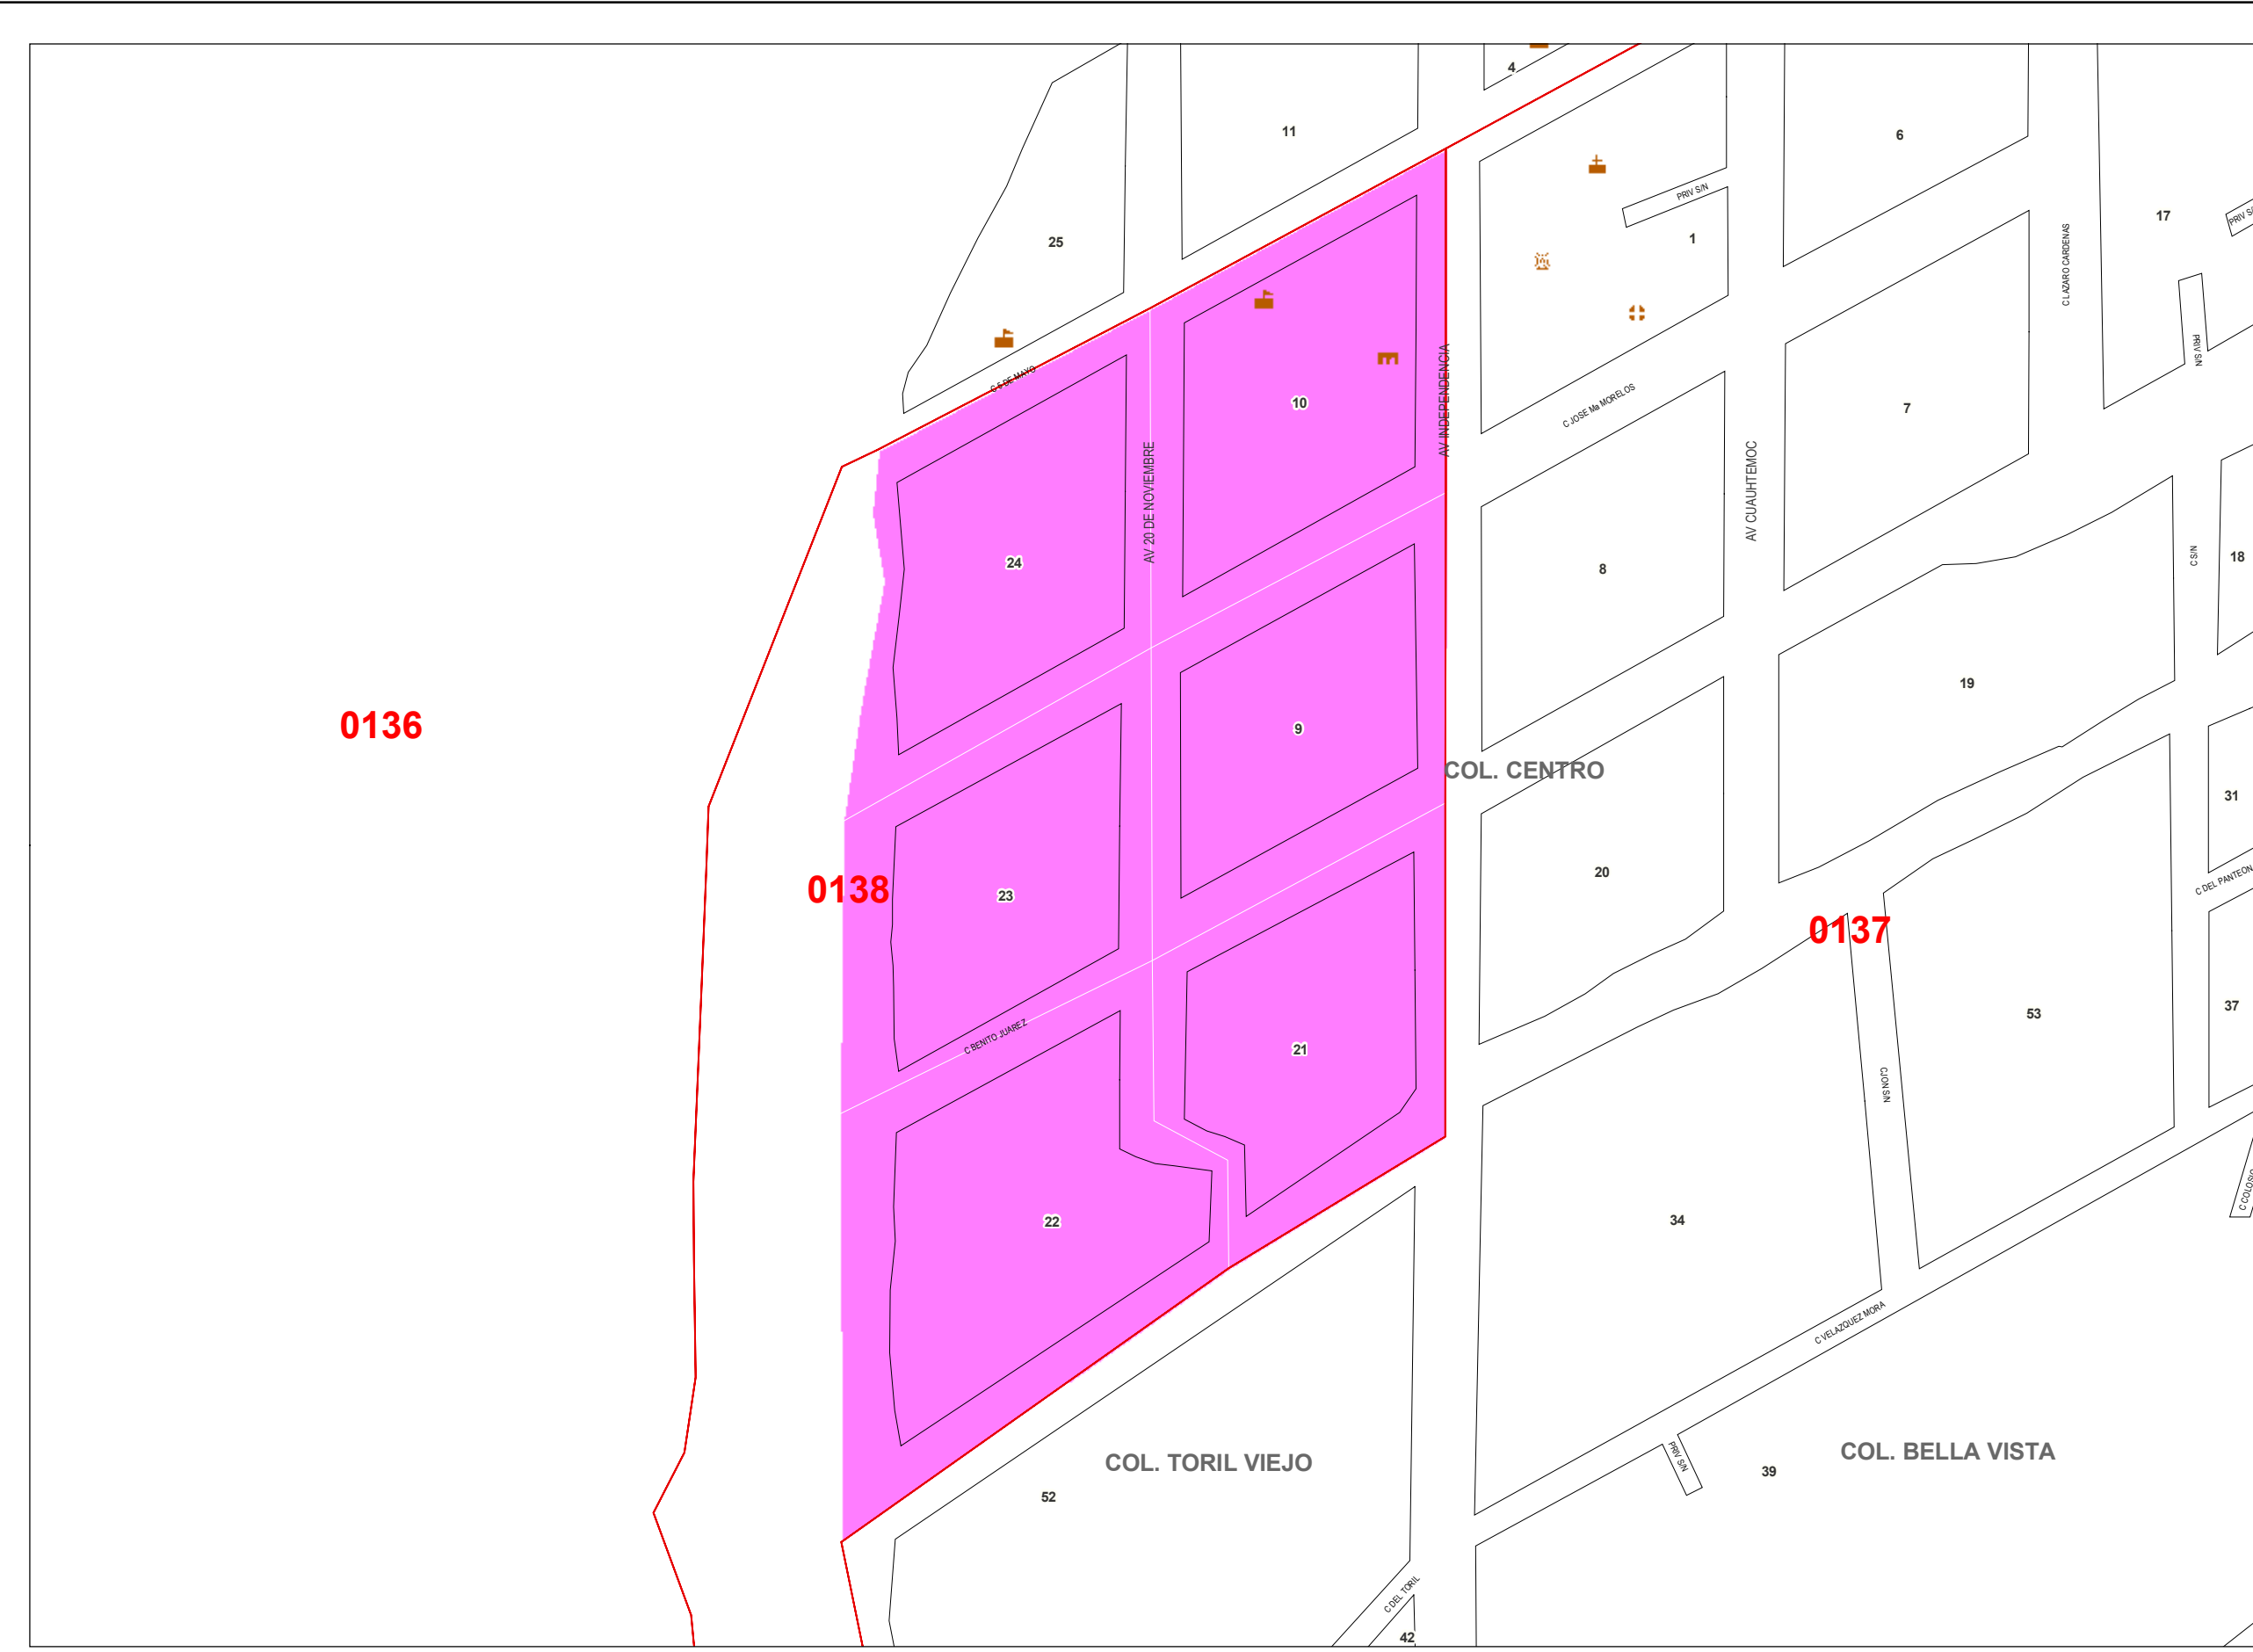 4
11
6
PRIV S/N
17
25
1
C LAZARO CARDENAS
PRIV S/N
C 5 DE MAYO
10
AV INDEPENDENCIA
C JOSE Ma MORELOS
7
AV 20 DE NOVIEMBRE
AV CUAUHTEMOC
24
8
C S/N
18
0136
9
19
COL. CENTRO
31
0138
23
20
C DEL PANTEON
0137
C BENITO JUAREZ
21
53
37
CJON S/N
22
34
C COLOSIO
C VELAZQUEZ MORA
COL. TORIL VIEJO
COL. BELLA VISTA
PRIV S/N
39
52
C DEL TORIL
42